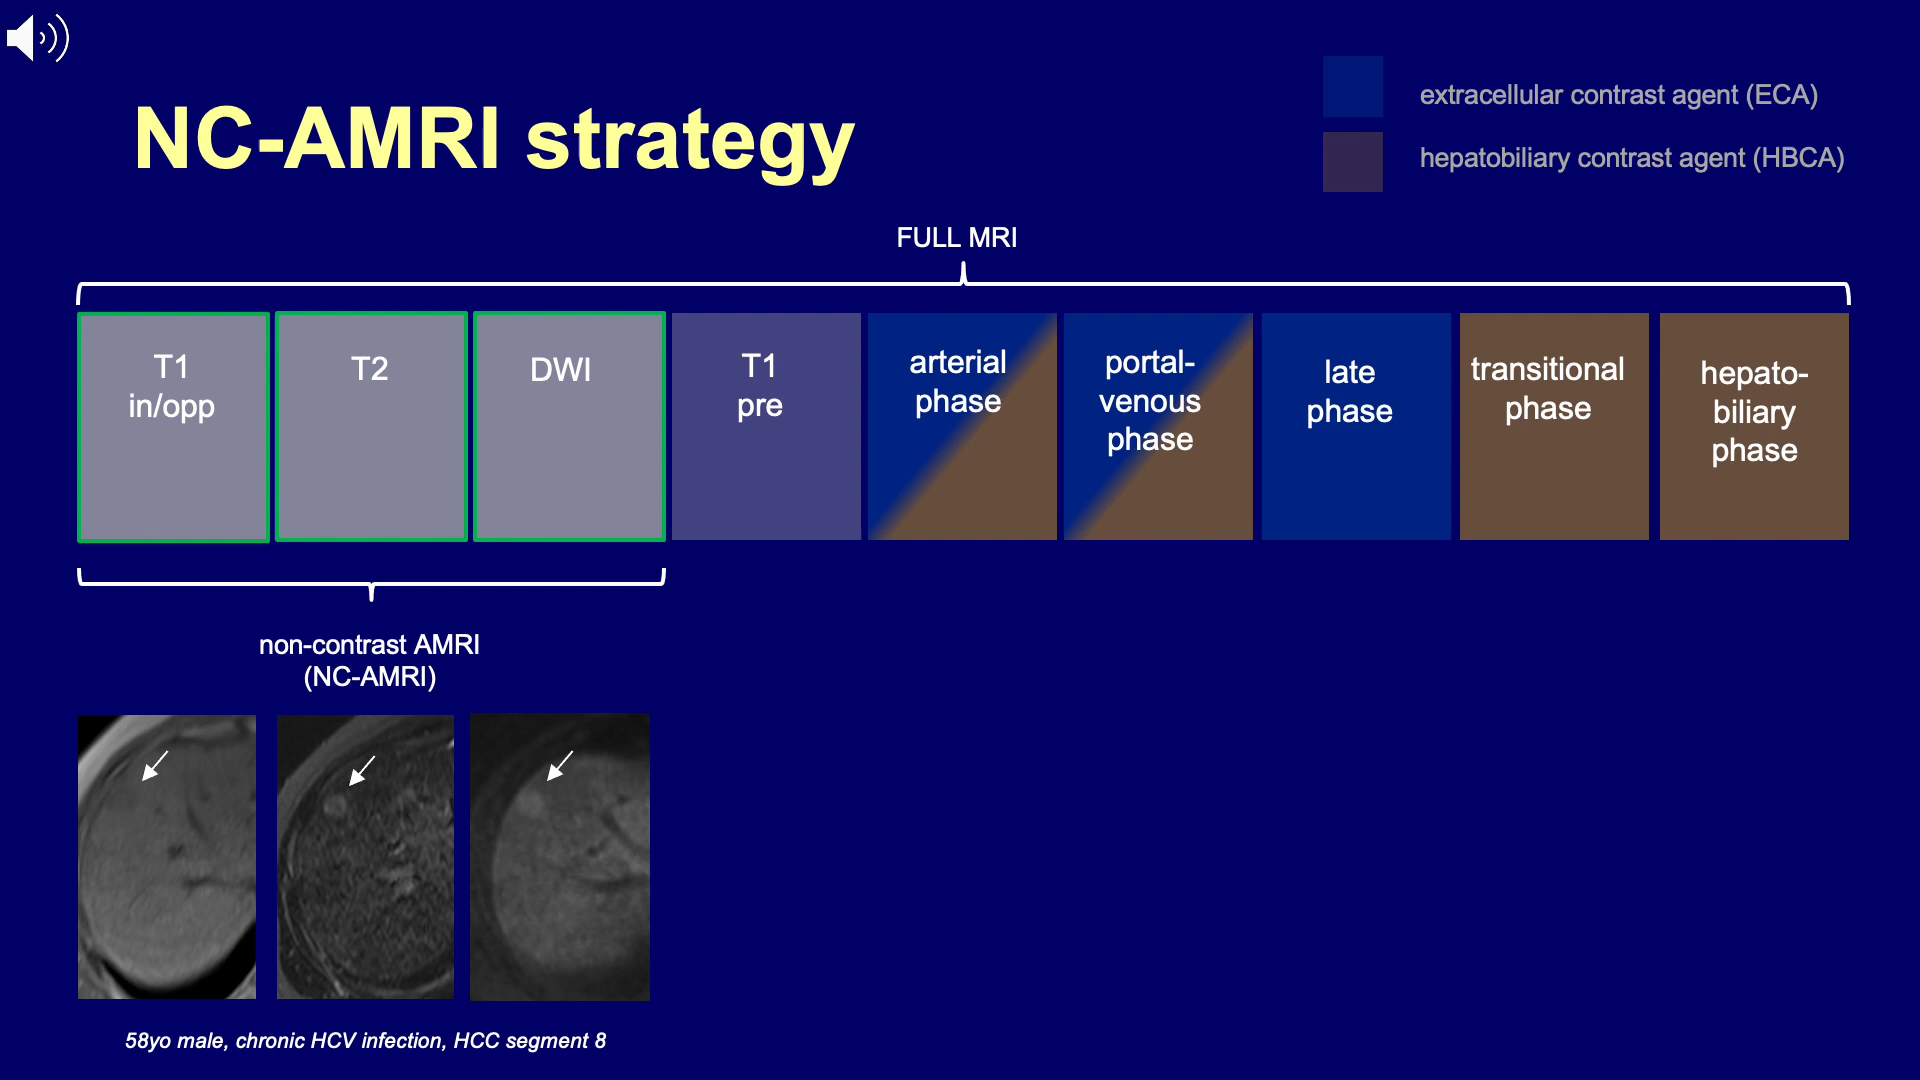 NC-AMRI strategy
extracellular contrast agent (ECA)
hepatobiliary contrast agent (HBCA)
FULL MRI
T1
in/opp
T2
DWI
T1
pre
arterial
phase
portal-
venous
phase
late
phase
transitional
phase
hepato-
biliary
phase
non-contrast AMRI
(NC-AMRI)
58yo male, chronic HCV infection, HCC segment 8